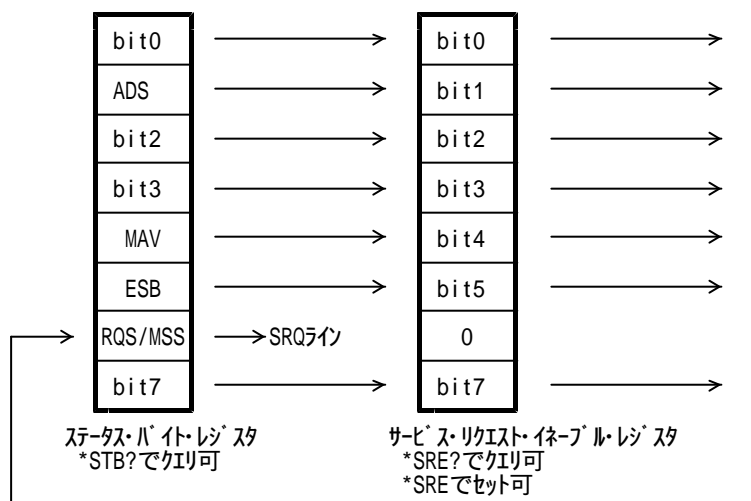 bit0 bit0
ADS bit1
bit2 bit2
bit3 bit3
MAV bit4
ESB bit5
RQS/MSS SRQライン 0
bit7 bit7
ステータス・バイト・レジスタ サービス・リクエスト・イネーブル・レジスタ
*STB?でクエリ可 *SRE?でクエリ可
*SREでセット可